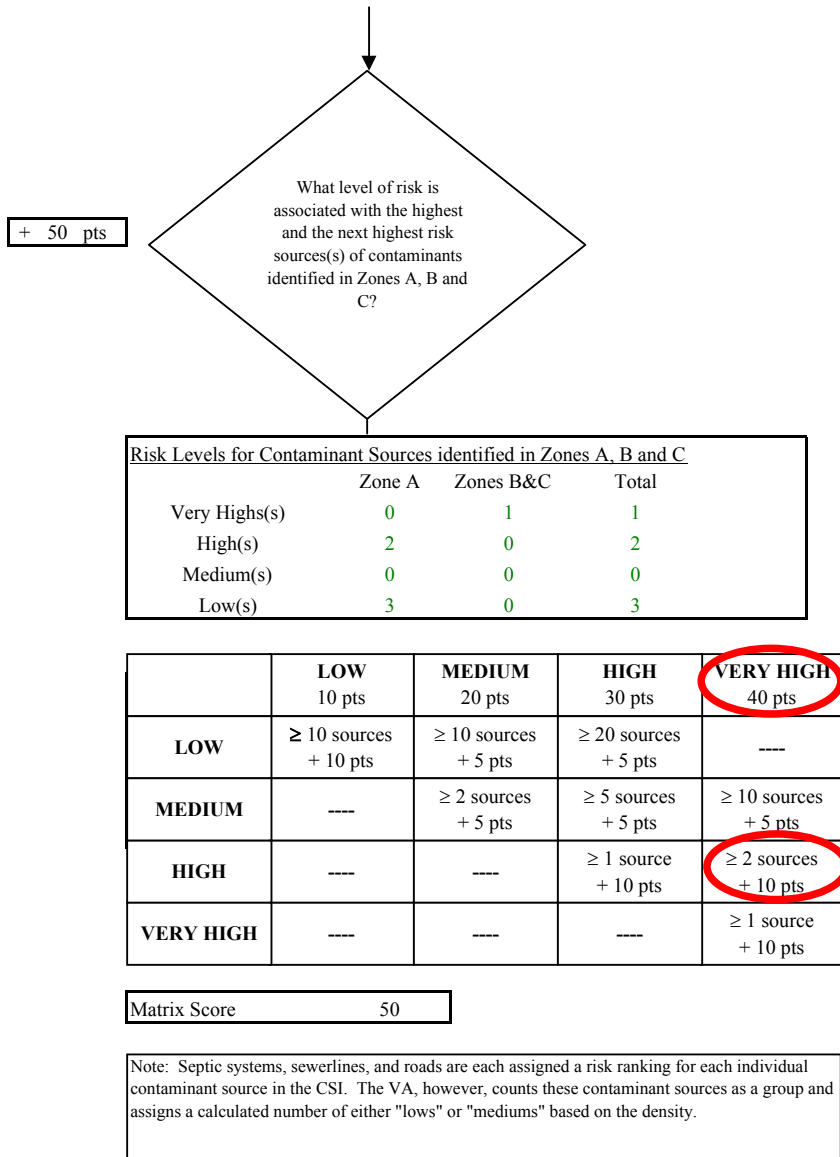 What level of risk is
associated with the highest
and the next highest risk
sources(s) of contaminants
identified in Zones A, B and
C?
+ 50 pts
Risk Levels for Contaminant Sources identified in Zones A, B and C
Zone A Zones B&C Total
Very Highs(s) 0 1 1
High(s) 2 0 2
Medium(s) 0 0 0
Low(s) 3 0 3
LOW MEDIUM HIGH VERY HIGH
10 pts 20 pts 30 pts 40 pts
LOW ≥ 10 sources ≥ 10 sources ≥ 20 sources ----
+ 10 pts + 5 pts + 5 pts
MEDIUM ---- ≥ 2 sources ≥ 5 sources ≥ 10 sources
+ 5 pts + 5 pts + 5 pts
HIGH ---- ---- ≥ 1 source ≥ 2 sources
+ 10 pts + 10 pts
VERY HIGH ---- ---- ---- ≥ 1 source
+ 10 pts
Matrix Score 50
Note: Septic systems, sewerlines, and roads are each assigned a risk ranking for each individual
contaminant source in the CSI. The VA, however, counts these contaminant sources as a group and
assigns a calculated number of either "lows" or "mediums" based on the density.